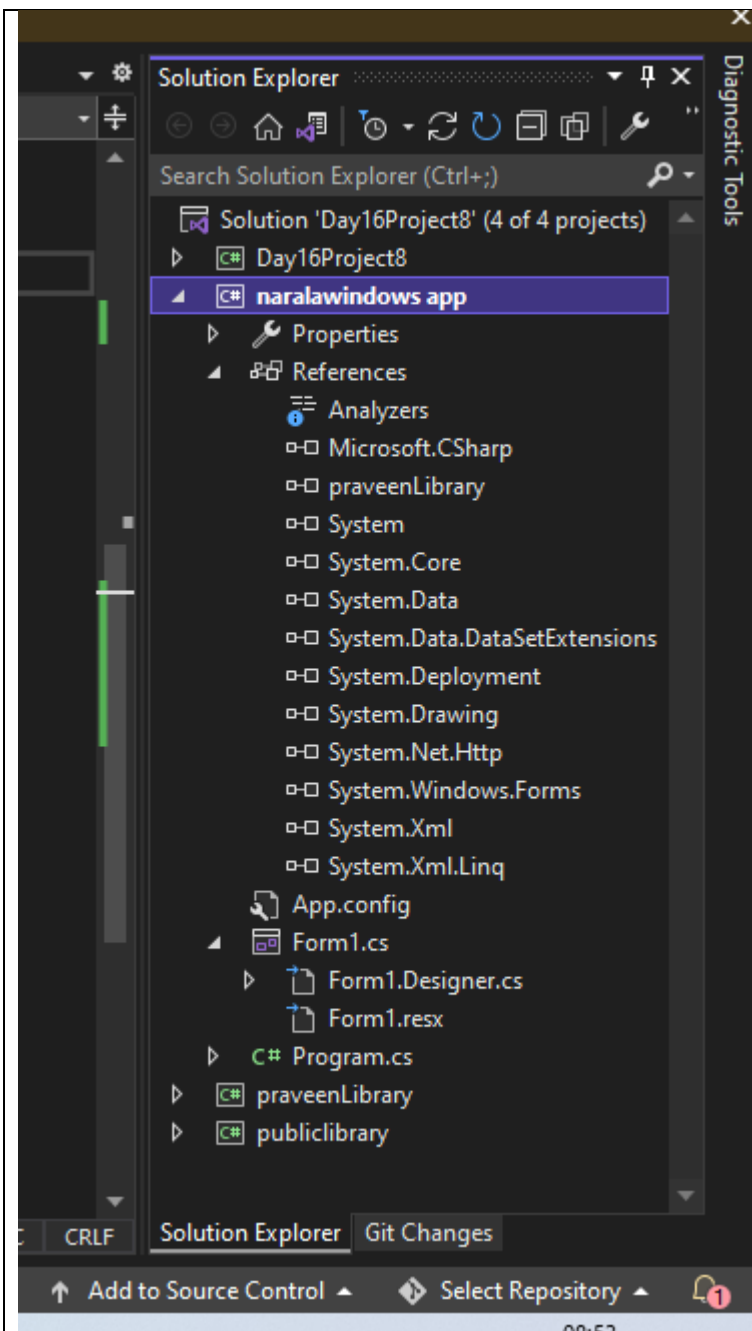 Solution Explorer
Search Solution Explorer (Ctrl+;)
Solution 'Day16Project8' (4 of 4 projects)
C# Day16Project8
C# naralawindows app
Properties
References
Analyzers
Microsoft.CSharp
praveenLibrary
System
System.Core
System.Data
System.Data.DataSetExtensions
System.Deployment
System.Drawing
System.Net.Http
System.Windows.Forms
System.Xml
System.Xml.Linq
App.config
Form1.cs
Form1.Designer.cs
Form1.resx
C# Program.cs
C# praveenLibrary
C# publiclibrary
CRLF
Solution Explorer Git Changes
Add to Source Control Select Repository 1
Diagnostic Tools